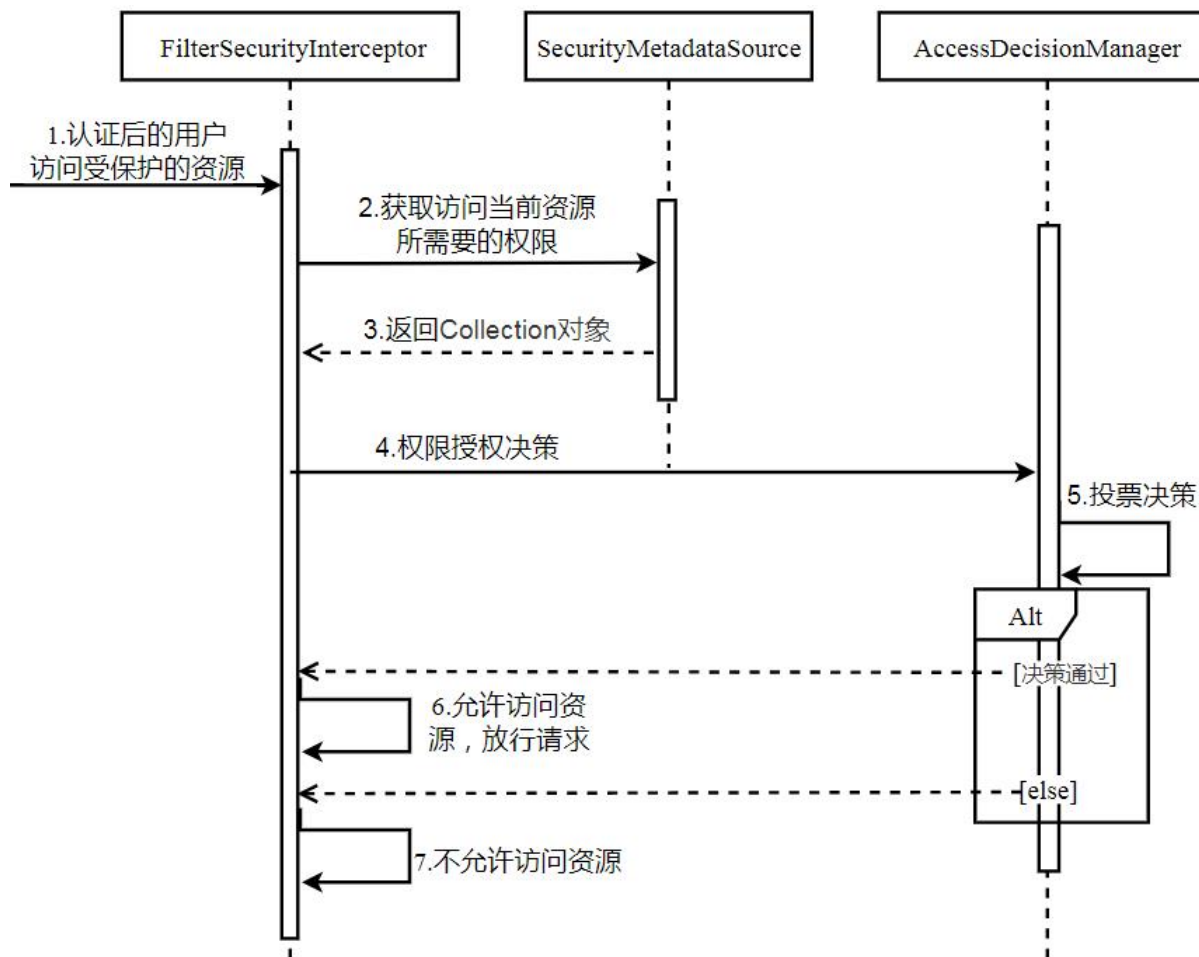 FilterSecurityInterceptor
SecurityMetadataSource
AccessDecisionManager
1.认证后的用户
访问受保护的资源
2.获取访问当前资源
所需要的权限
3.返回Collection对象
4.权限授权决策
5.投票决策
Alt
[决策通过]
6.允许访问资
源，放行请求
[else]
7.不允许访问资源